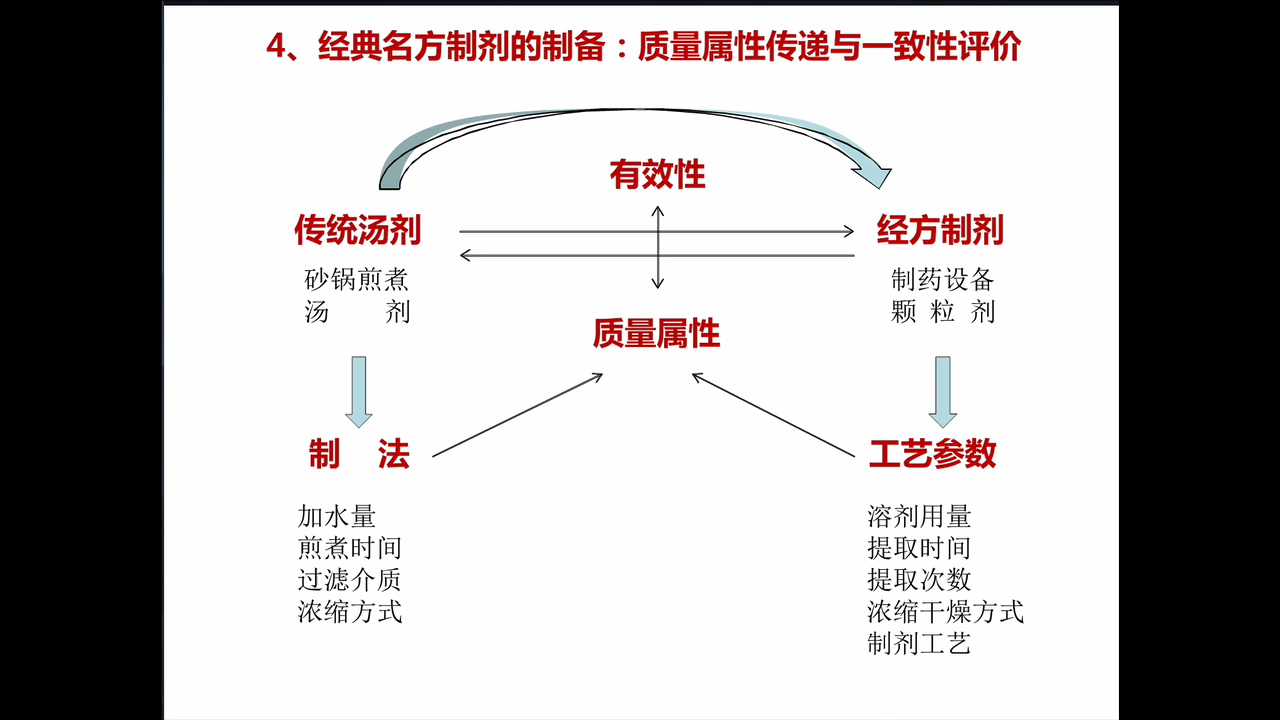 4、经典名方制剂的制备：质量属性传递与一致性评价
有效性
传统汤剂
经方制剂
砂锅煎煮
汤 剂
制药设备
颗 粒 剂
质量属性
制 法
工艺参数
加水量
煎煮时间
过滤介质
浓缩方式
溶剂用量
提取时间
提取次数
浓缩干燥方式
制剂工艺